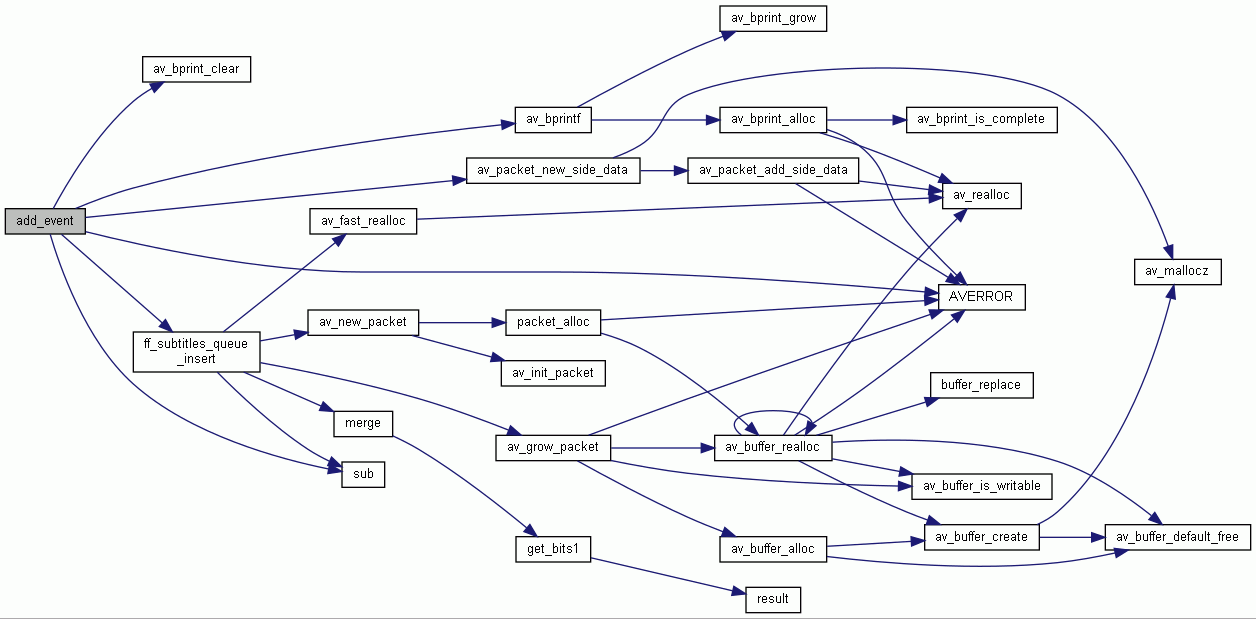 av_bprint_grow
av_bprint_clear
av_bprintf
av_bprint_alloc
av_bprint_is_complete
av_packet_new_side_data
av_packet_add_side_data
av_realloc
add_event
av_fast_realloc
av_mallocz
AVERROR
av_new_packet
packet_alloc
ff_subtitles_queue
_insert
av_init_packet
buffer_replace
merge
av_grow_packet
av_buffer_realloc
sub
av_buffer_is_writable
av_buffer_create
av_buffer_default_free
get_bits1
av_buffer_alloc
result